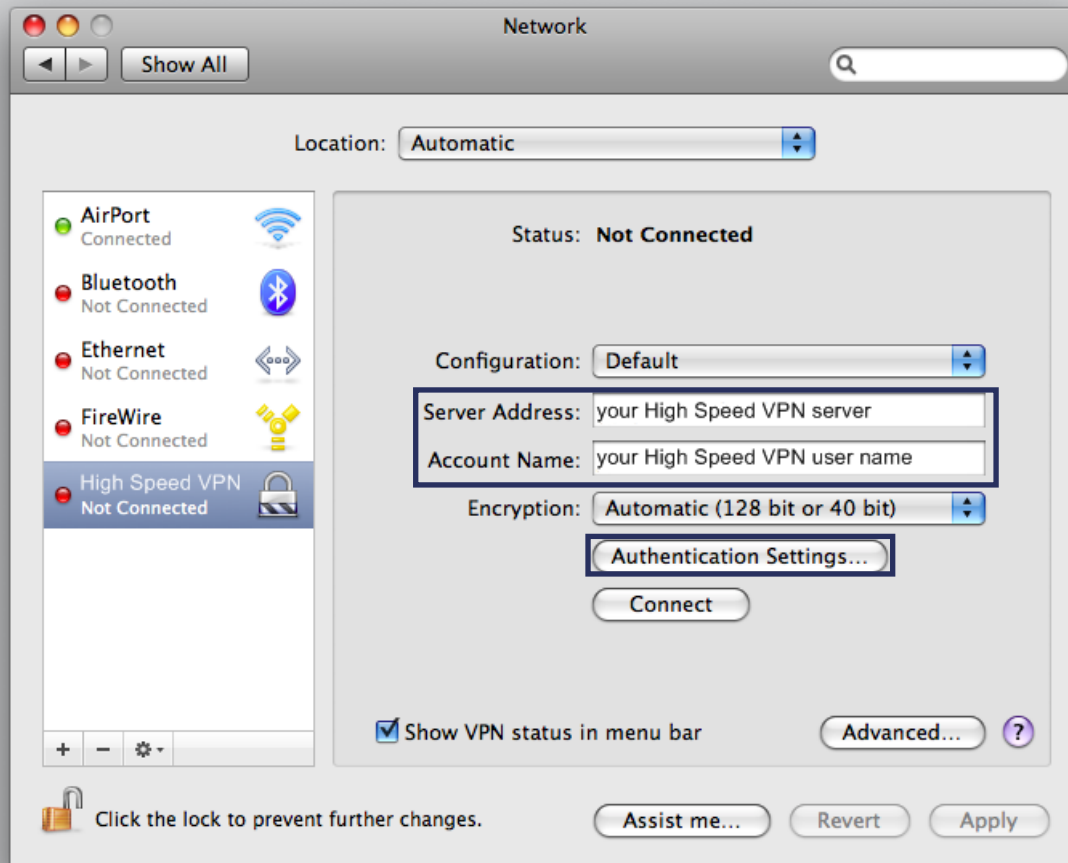 Network
Show All
Location: Automatic
AirPort
Connected
Bluetooth
Not Connected
Ethernet
Not Connected
FireWire
Not Connected
High Speed VPN
Not Connected
Status: Not Connected
Configuration: Default
Server Address: your High Speed VPN server
Account Name: your High Speed VPN user name
Encryption: Automatic (128 bit or 40 bit)
Authentication Settings...
Connect
Show VPN status in menu bar
Advanced...
?
+ −
Click the lock to prevent further changes.
Assist me...
Revert
Apply